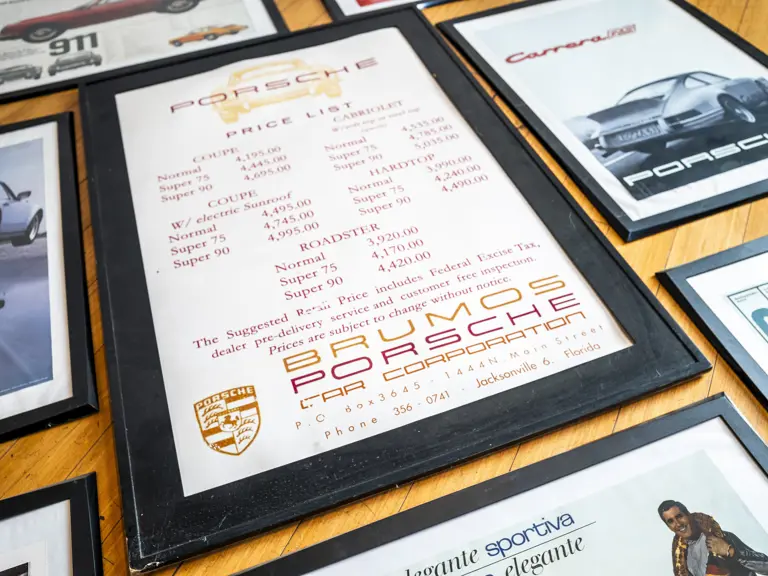 911
PORSCHE
PRICE LIST
COUPE
Normal 4,195.00
Super 75 4,445.00
Super 90 4,695.00
COUPE
W/ electric Sunroof
Normal 4,495.00
Super 75 4,745.00
Super 90 4,995.00
CABRIOLET
Normal 4,535.00
Super 75 4,785.00
Super 90 5,035.00
HARDTOP
Normal 3,990.00
Super 75 4,240.00
Super 90 4,490.00
ROADSTER
Normal 3,920.00
Super 75 4,170.00
Super 90 4,420.00
The Suggested Retail Price includes Federal Excise Tax,
dealer pre-delivery service and customer free inspection.
Prices are subject to change without notice.
BRUMOS
PORSCHE
CAR CORPORATION
P.O. Box 3645 · 1444 N. Main Street
Phone 356-0741 · Jacksonville 6, Florida
PORSCHE
Carrera
PORSCHE
elegante sportiva
elegante